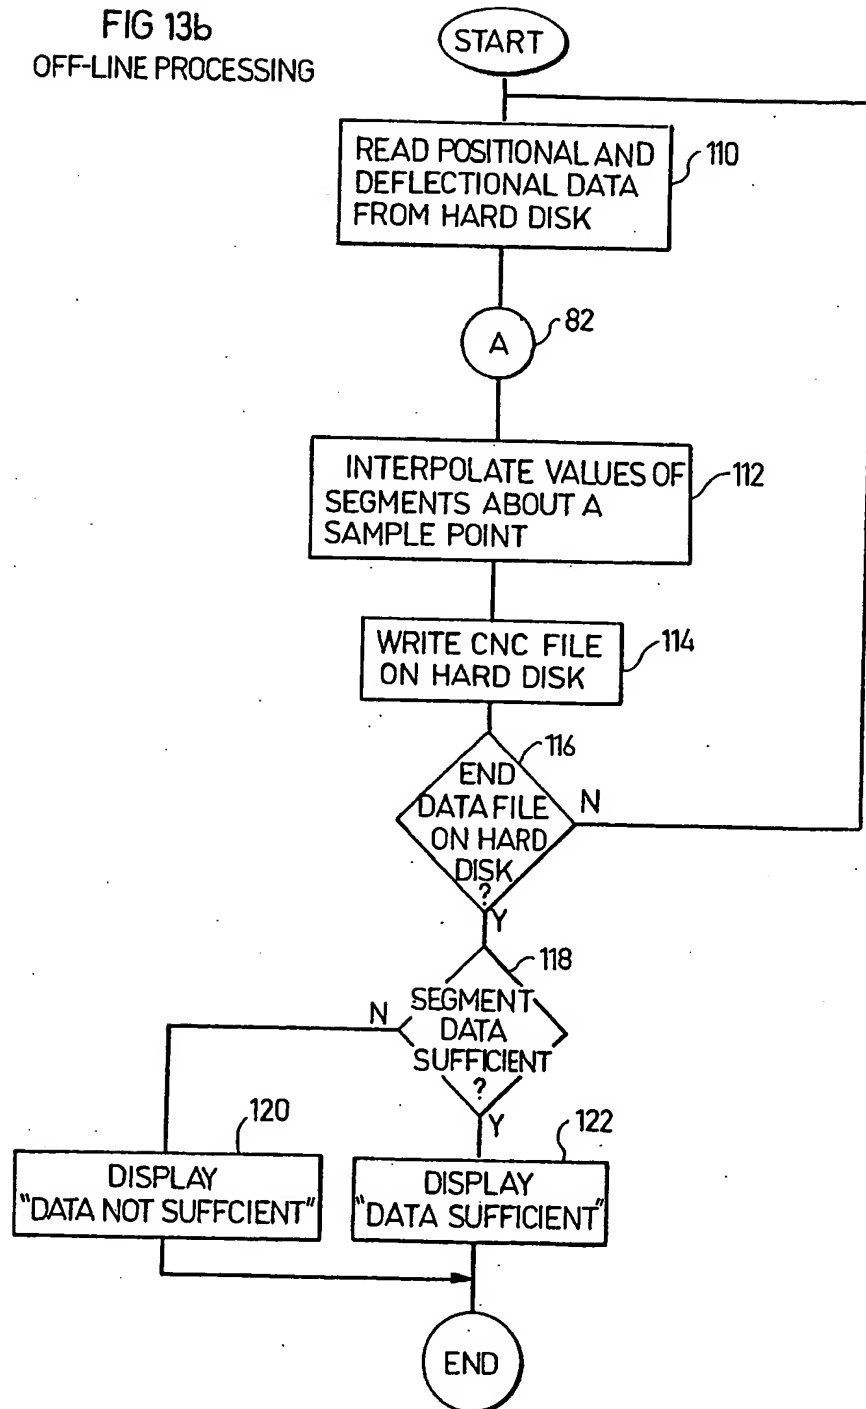 FIG 13b
OFF-LINE PROCESSING
START
READ POSITIONAL AND
DEFLECTIONAL DATA
FROM HARD DISK
110
A
82
INTERPOLATE VALUES OF
SEGMENTS ABOUT A
SAMPLE POINT
112
WRITE CNC FILE
ON HARD DISK
114
116
END
DATA FILE
ON HARD
DISK
?
N
Y
118
SEGMENT
DATA
SUFFICIENT
?
N
Y
120
DISPLAY
"DATA NOT SUFFCIENT"
122
DISPLAY
"DATA SUFFICIENT"
END